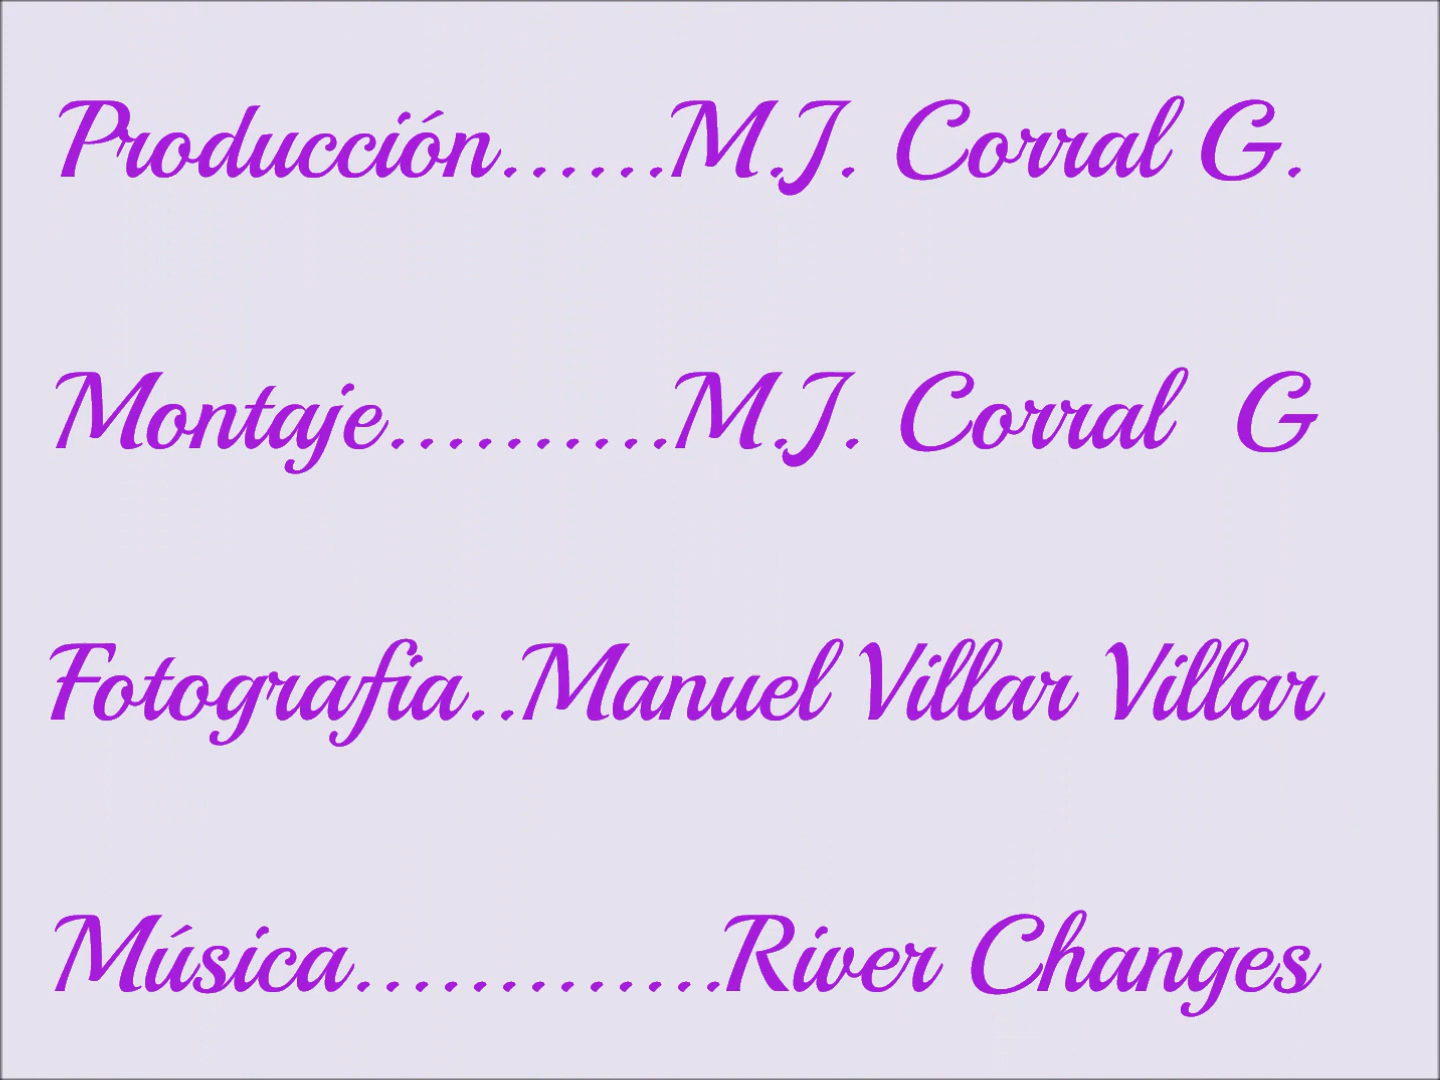 Producción......M.J. Corral G.
Montaje..........M.J. Corral G
Fotografia..Manuel Villar Villar
Música.............River Changes